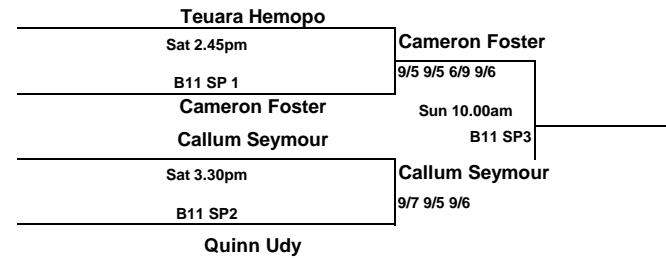 Teuara Hemopo
Sat 2.45pm
Cameron Foster
B11 SP 1
9/5 9/5 6/9 9/6
Cameron Foster
Sun 10.00am
Callum Seymour
B11 SP3
Sat 3.30pm
Callum Seymour
B11 SP2
9/7 9/5 9/6
Quinn Udy